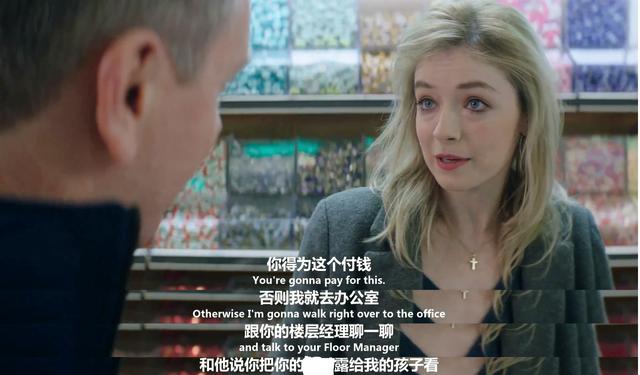 你得为这个付钱
You're gonna pay for this.
否则我就去办公室
Otherwise I'm gonna walk right over to the office
跟你的楼层经理聊一聊
and talk to your Floor Manager
和他说你把你的 露给我的孩子看